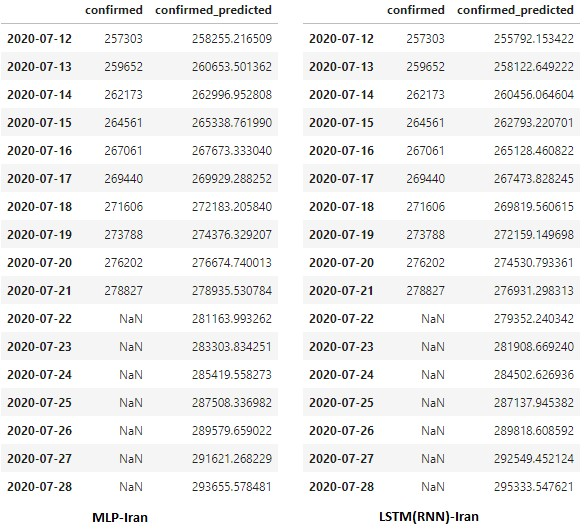 confirmed confirmed_predicted confirmed confirmed_predicted
2020-07-12 257303 258255.216509 2020-07-12 257303 255792.153422
2020-07-13 259652 260653.501362 2020-07-13 259652 258122.649222
2020-07-14 262173 262996.952808 2020-07-14 262173 260456.064604
2020-07-15 264561 265338.761990 2020-07-15 264561 262793.220701
2020-07-16 267061 267673.333040 2020-07-16 267061 265128.460822
2020-07-17 269440 269929.288252 2020-07-17 269440 267473.828245
2020-07-18 271606 272183.205840 2020-07-18 271606 269819.560615
2020-07-19 273788 274376.329207 2020-07-19 273788 272159.149698
2020-07-20 276202 276674.740013 2020-07-20 276202 274530.793361
2020-07-21 278827 278935.530784 2020-07-21 278827 276931.298313
2020-07-22 NaN 281163.993262 2020-07-22 NaN 279352.240342
2020-07-23 NaN 283303.834251 2020-07-23 NaN 281908.669240
2020-07-24 NaN 285419.558273 2020-07-24 NaN 284502.626936
2020-07-25 NaN 287508.336982 2020-07-25 NaN 287137.945382
2020-07-26 NaN 289579.659022 2020-07-26 NaN 289818.608592
2020-07-27 NaN 291621.268229 2020-07-27 NaN 292549.452124
2020-07-28 NaN 293655.578481 2020-07-28 NaN 295333.547621
MLP-Iran LSTM(RNN)-Iran